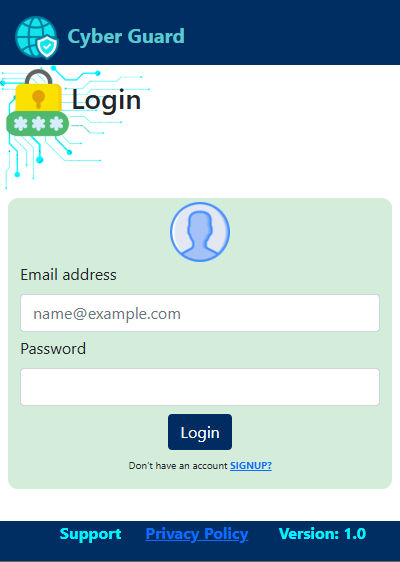 Cyber Guard
Login
***
Email address
name@example.com
Password
Login
Don't have an account SIGNUP?
Support Privacy Policy Version: 1.0